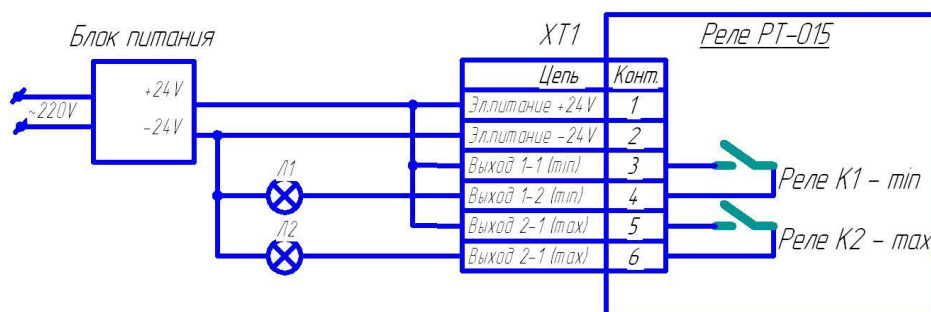 Блок питания
ХТ1
Реле РТ-015
Цепь Конт.
~220V
+24V
-24V
Эл.питание +24V 1
Эл.питание -24V 2
Выход 1-1 (min) 3
Выход 1-2 (min) 4
Выход 2-1 (max) 5
Выход 2-1 (max) 6
Л1
Л2
Реле К1 - min
Реле К2 - max